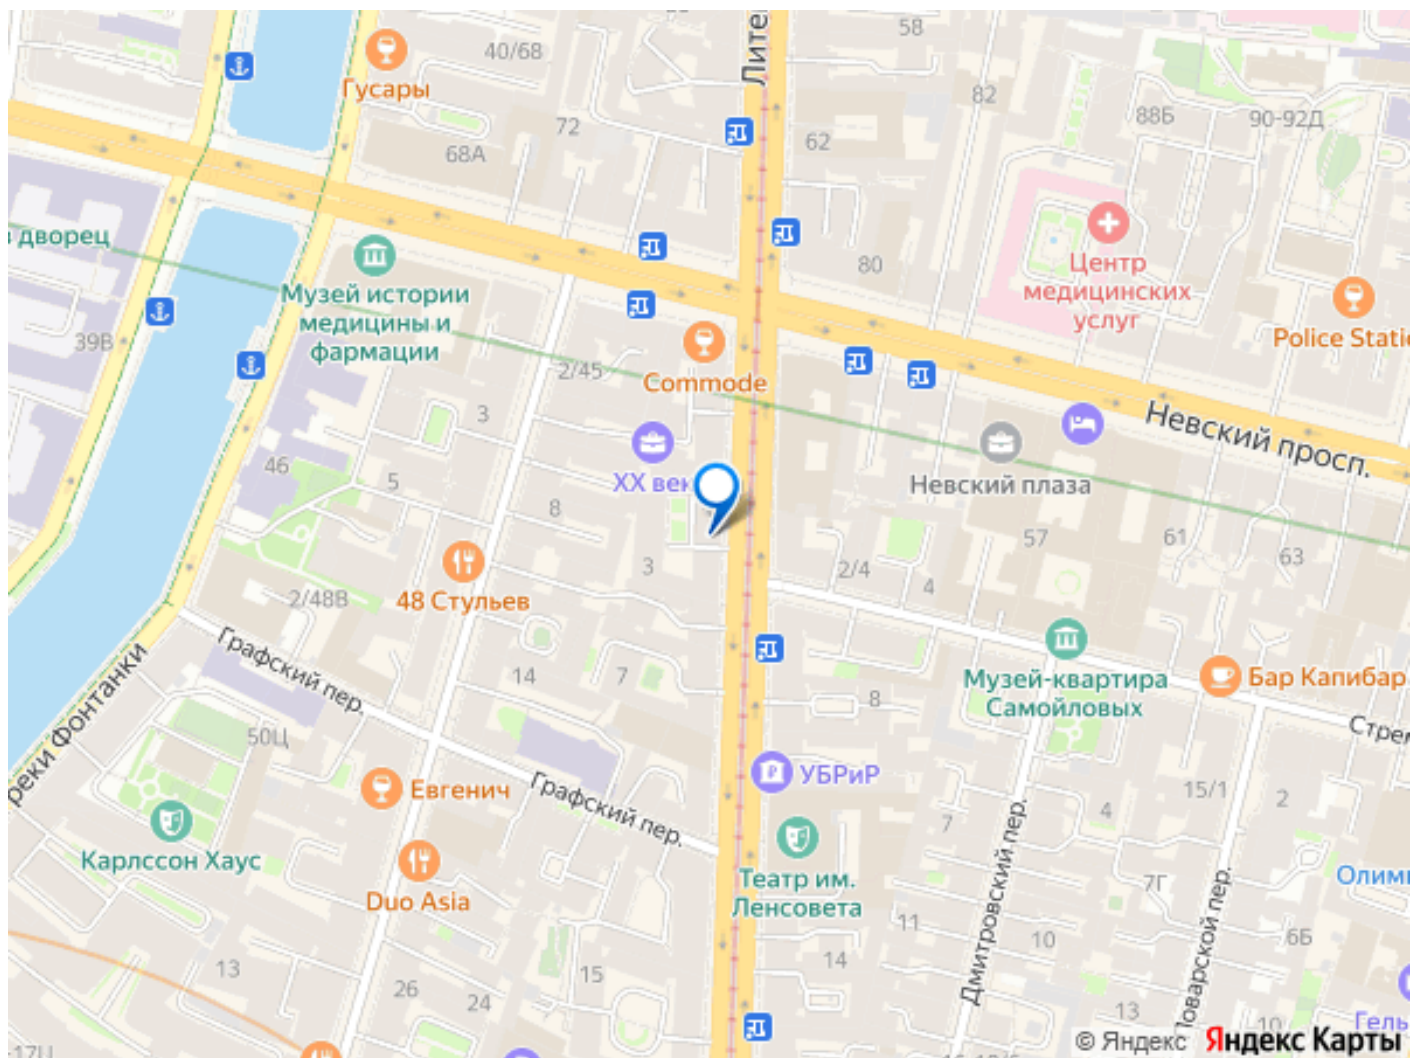 40/68
58
Гусары
Лите
82
88Б
90-92Д
72
62
68А
в дворец
80
Центр
медицинских
услуг
Музей истории
медицины и
фармации
39В
Police Stati
2/45
Commode
3
Невский просп.
46
5
XX век
Невский плаза
8
57
61
63
3
2/4
4
2/48В
48 Стульев
Графский пер.
14
7
Музей-квартира
Самойловых
Бар Капибар
8
Стрем
50Ц
реки Фонтанки
УБРиР
Евгенич
Графский пер.
15/1
2
4
7
Дмитровский пер.
Карлссон Хаус
Duo Asia
Театр им.
Ленсовета
7Г
Олими
Поварской пер.
11
10
6Б
13
14
15
26
24
13
10
Гель
17Ц
© Яндекс
Яндекс Карты